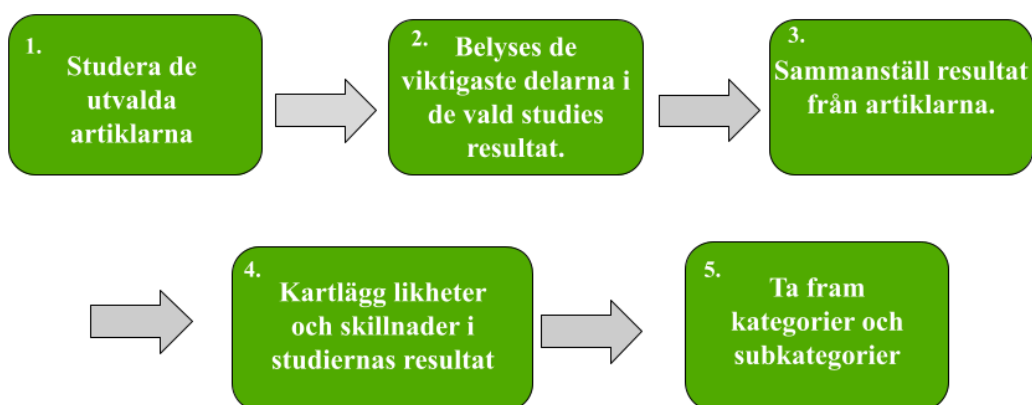 1.
Studera de
utvalda
artiklarna
2.
Belyses de
viktigaste delarna i
de vald studies
resultat.
3.
Sammanställ resultat
från artiklarna.
4.
Kartlägg likheter
och skillnader i
studiernas resultat
5.
Ta fram
kategorier och
subkategorier